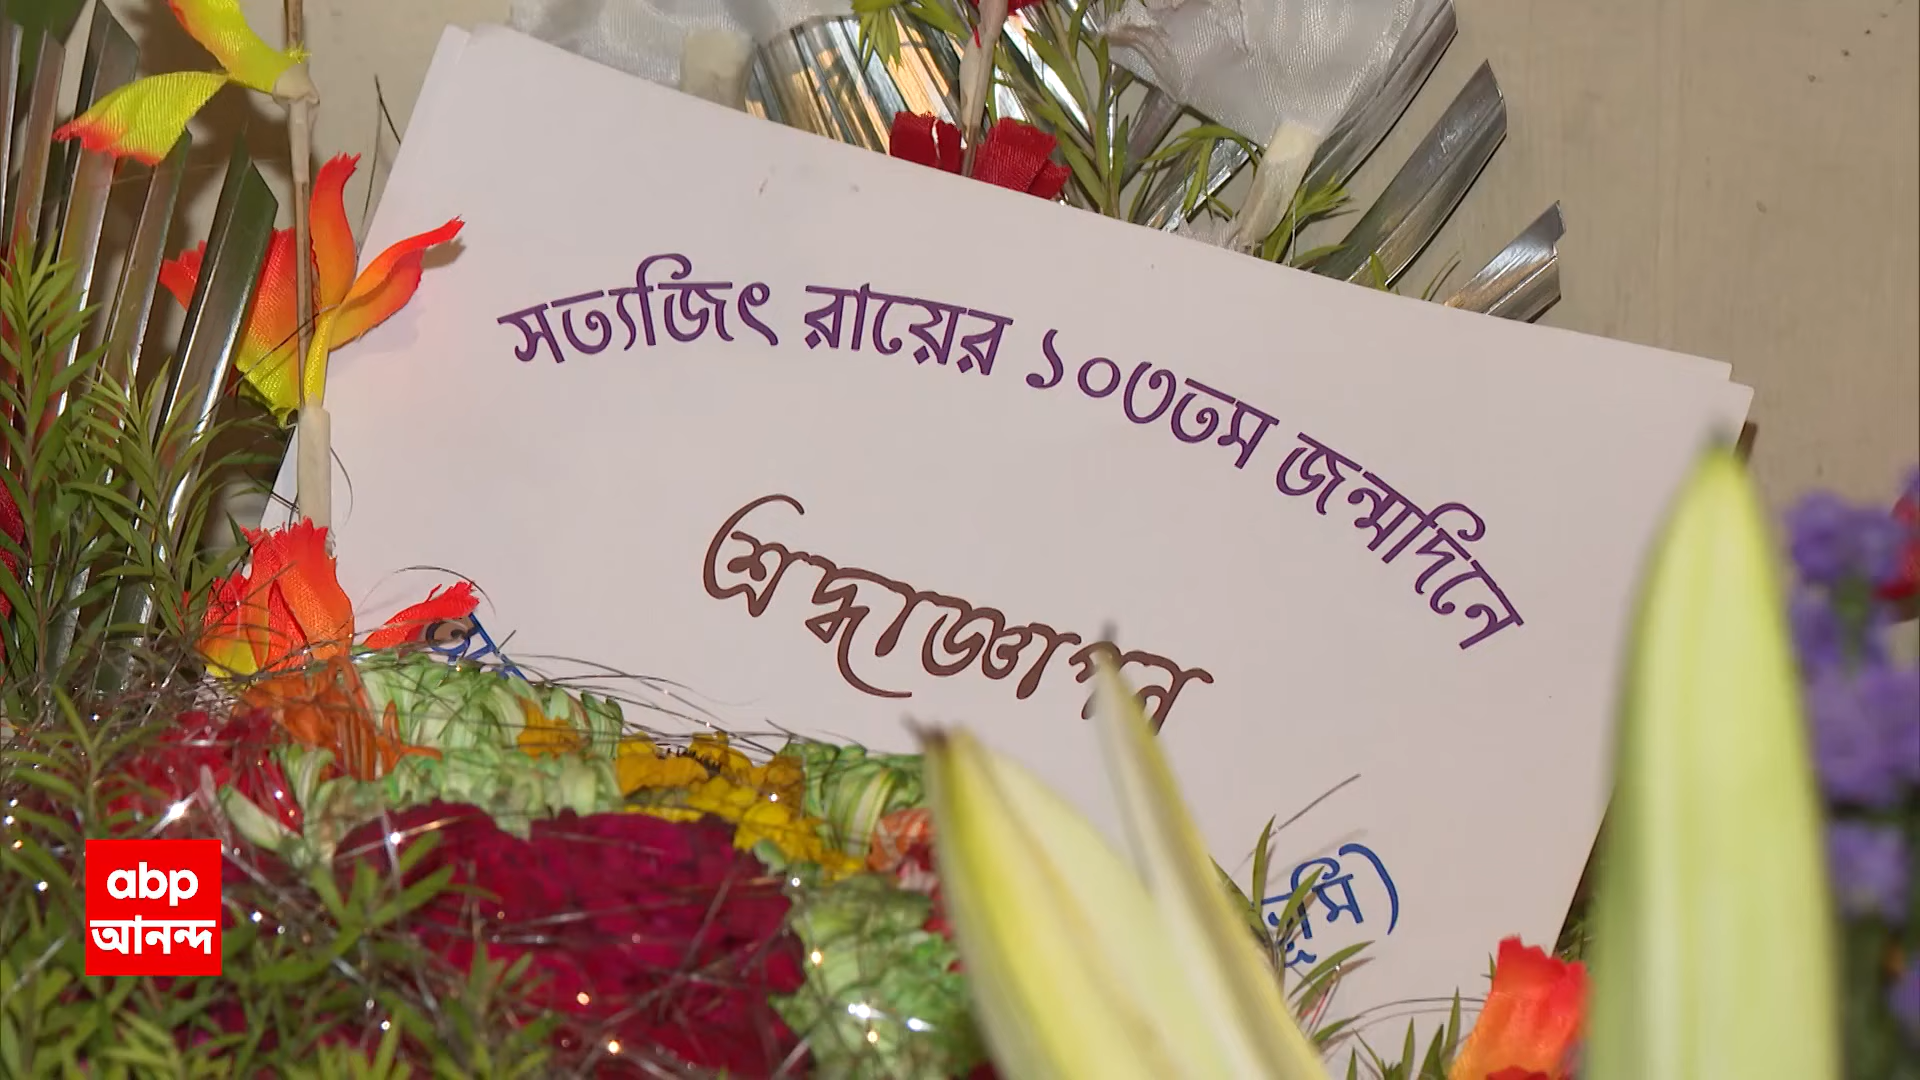 সত্যজিৎ রায়ের ১০৩তম জন্মদিনে
শ্রদ্ধাজ্ঞাপন
abp
আনন্দ